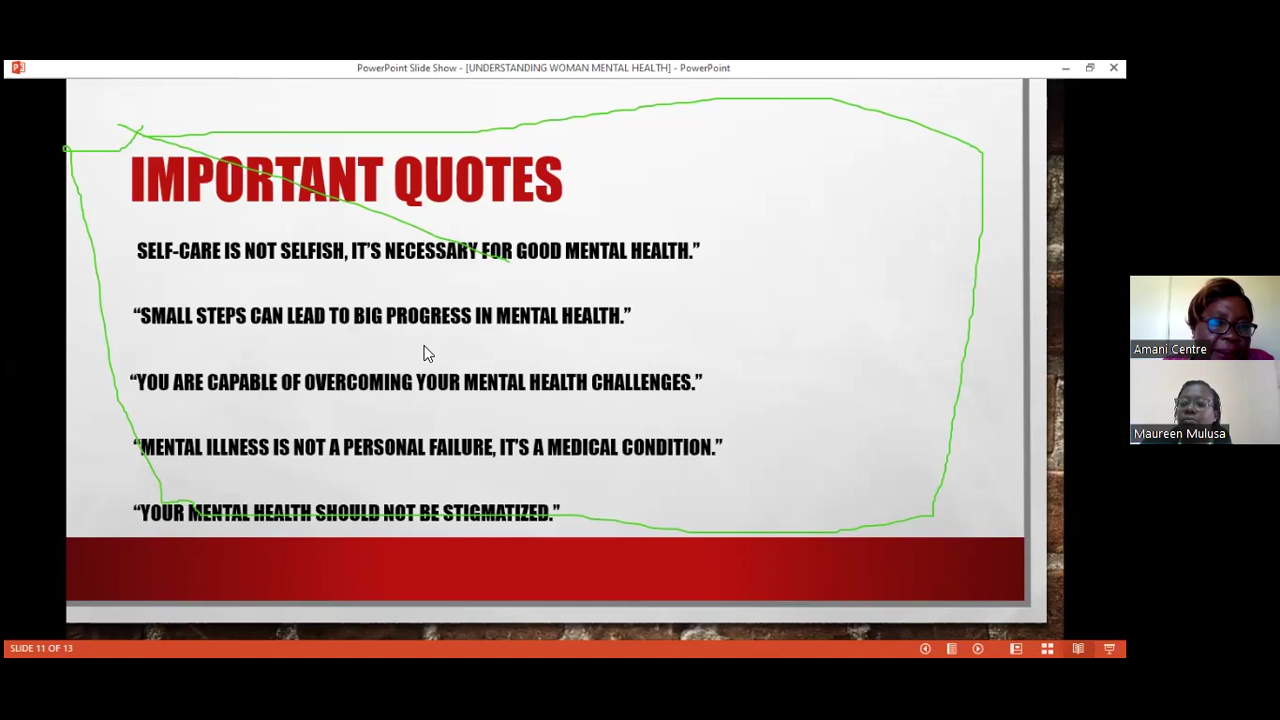 PowerPoint Slide Show - [UNDERSTANDING WOMAN MENTAL HEALTH] - PowerPoint
IMPORTANT QUOTES
SELF-CARE IS NOT SELFISH, IT’S NECESSARY FOR GOOD MENTAL HEALTH.”
“SMALL STEPS CAN LEAD TO BIG PROGRESS IN MENTAL HEALTH.”
“YOU ARE CAPABLE OF OVERCOMING YOUR MENTAL HEALTH CHALLENGES.”
“MENTAL ILLNESS IS NOT A PERSONAL FAILURE, IT’S A MEDICAL CONDITION.”
“YOUR MENTAL HEALTH SHOULD NOT BE STIGMATIZED.”
Amani Centre
Maureen Mulusa
SLIDE 11 OF 13